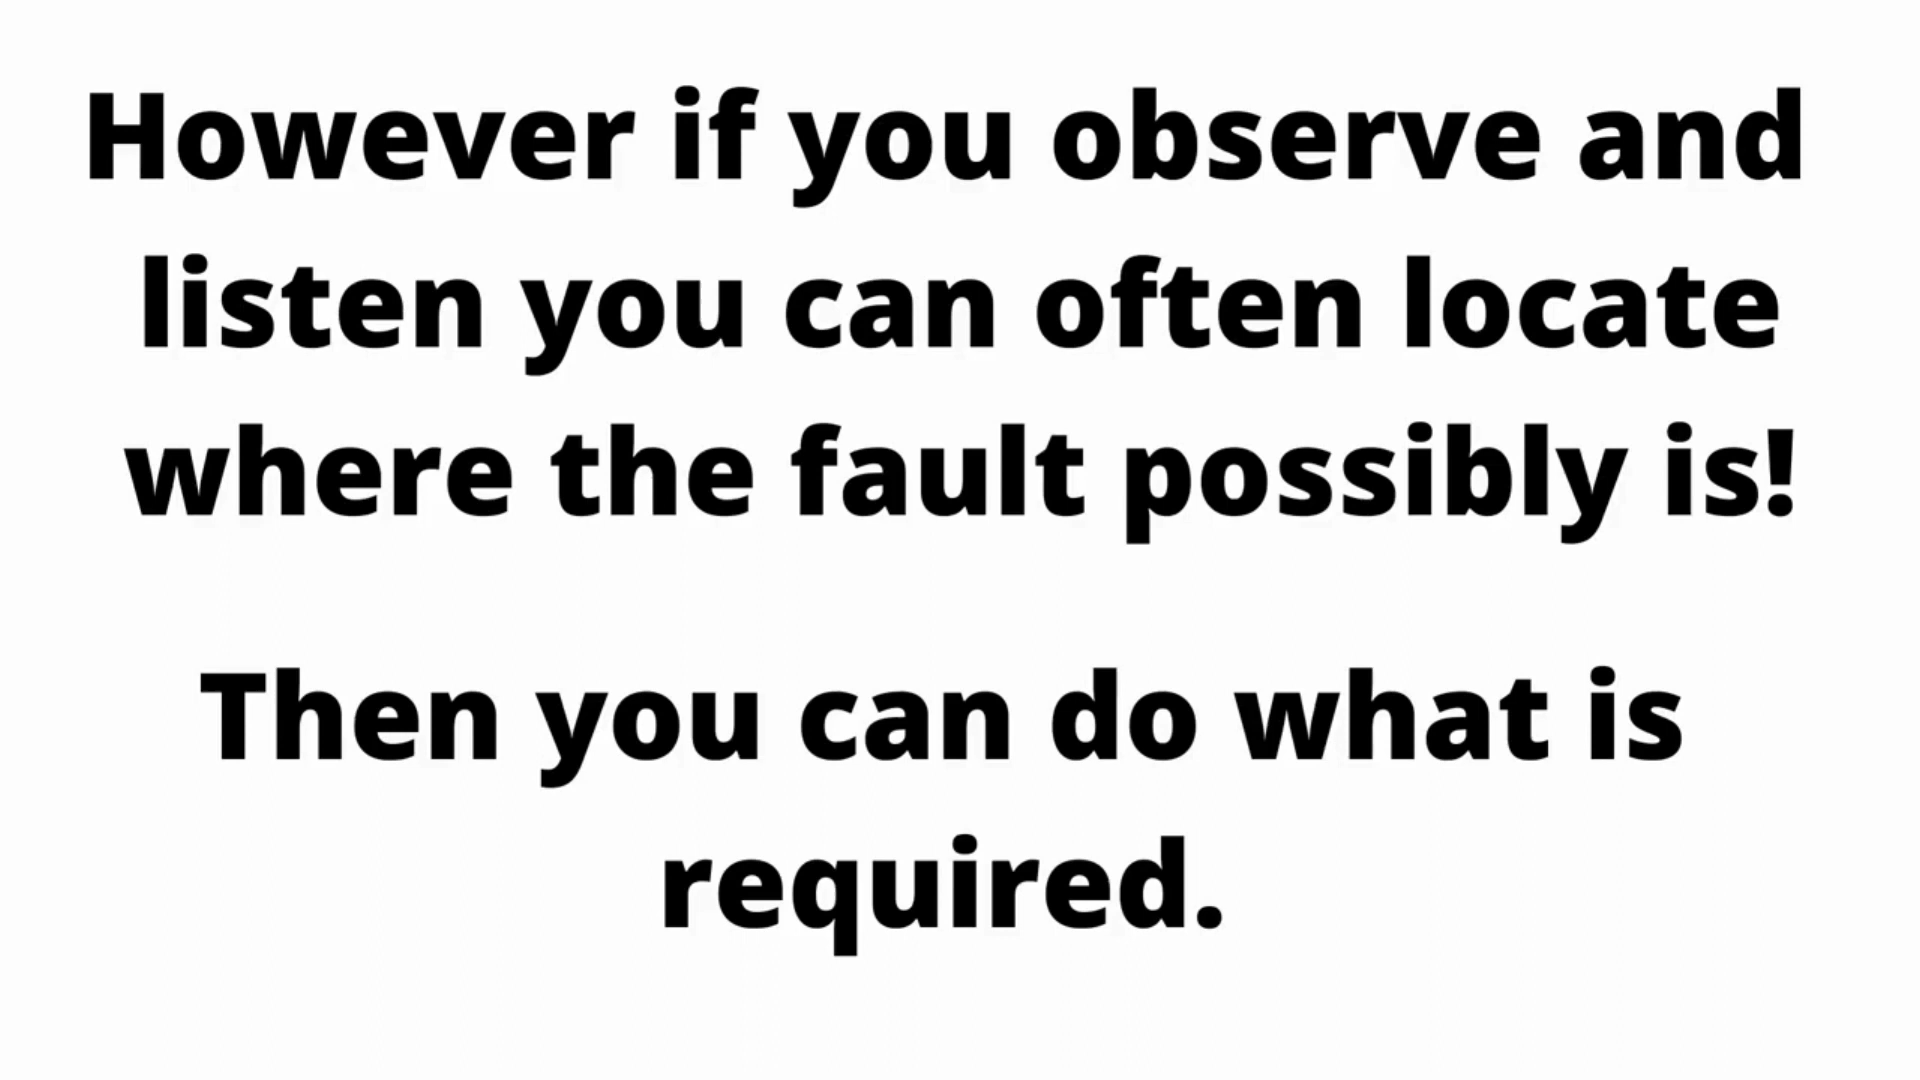 However if you observe and
listen you can often locate
where the fault possibly is!
Then you can do what is
required.